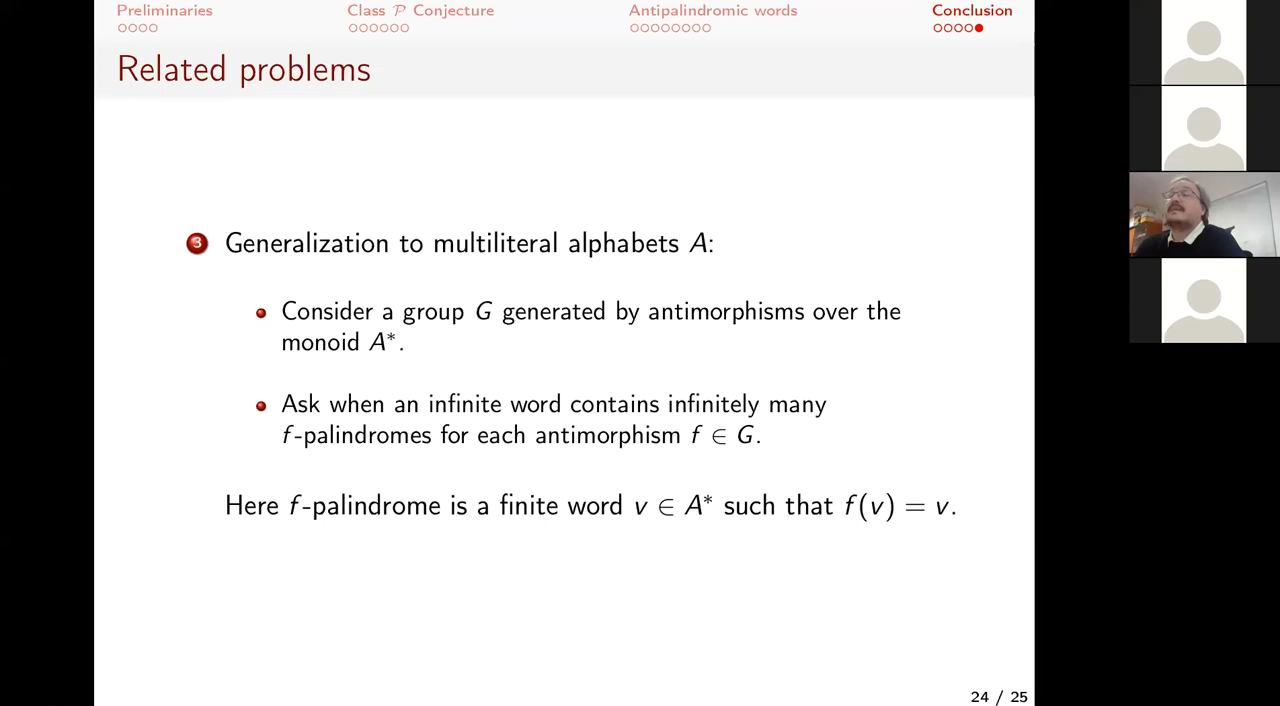 Preliminaries Class P Conjecture Antipalindromic words Conclusion
Related problems
3 Generalization to multiliteral alphabets A:
Consider a group G generated by antimorphisms over the
monoid A*.
Ask when an infinite word contains infinitely many
f-palindromes for each antimorphism f ∈ G.
Here f-palindrome is a finite word v ∈ A* such that f(v) = v.
24 / 25